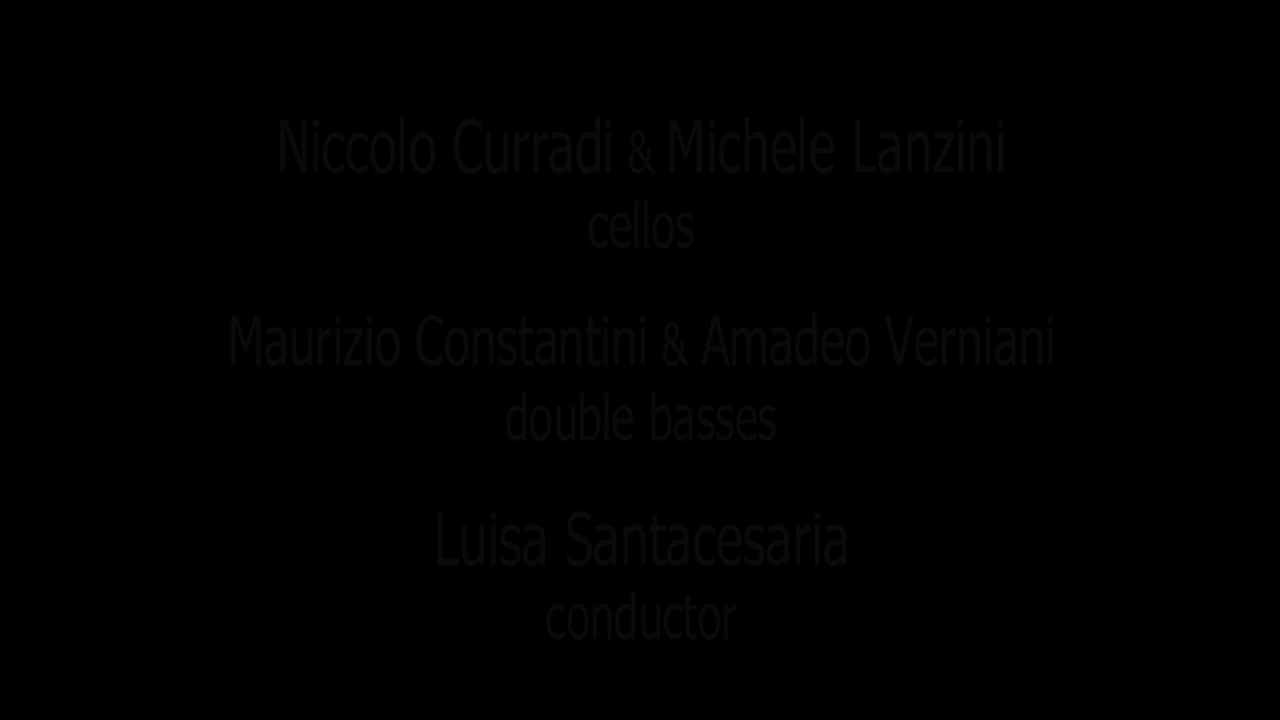 Niccolo Curradi & Michele Lanzini
cellos
Maurizio Constantini & Amadeo Verniani
double basses
Luisa Santacesaria
conductor